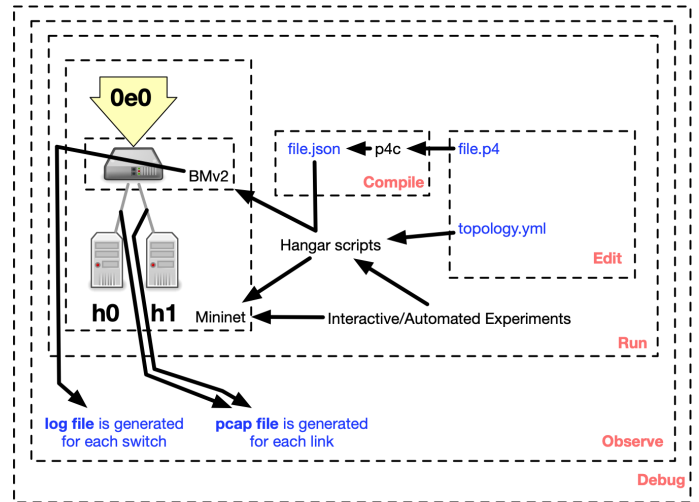 0e0
file.json
p4c
file.p4
BMv2
Compile
topology.yml
Hangar scripts
Edit
h0
h1
Mininet
Interactive/Automated Experiments
Run
log file is generated
for each switch
pcap file is generated
for each link
Observe
Debug